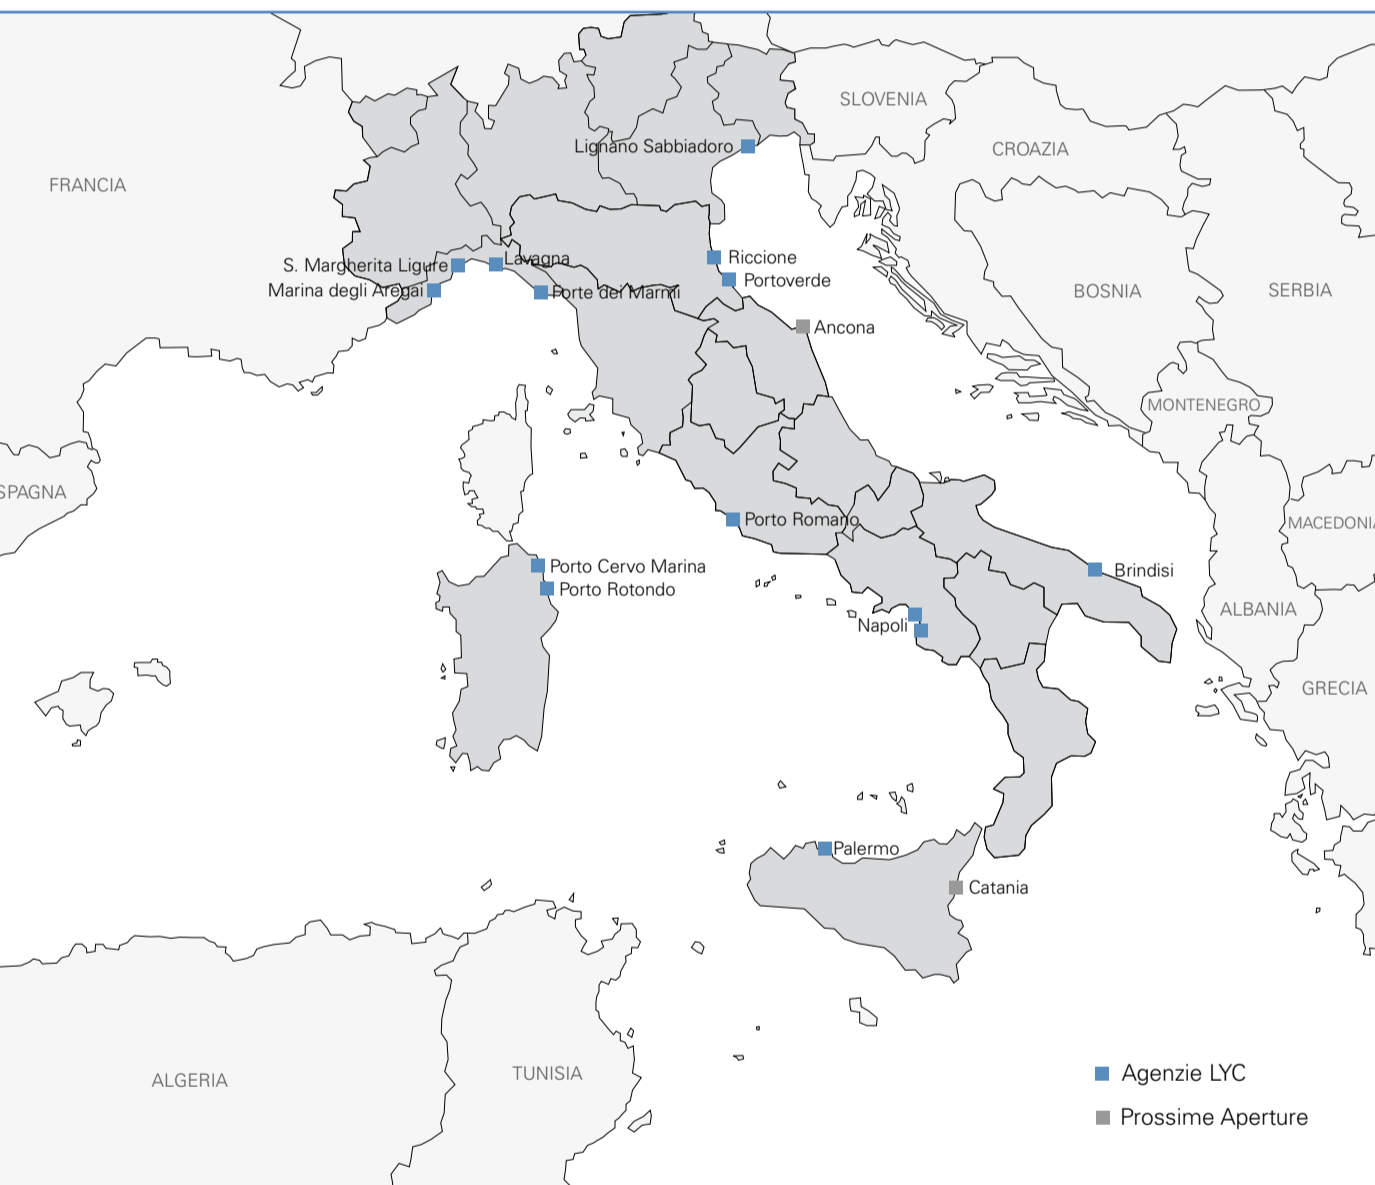 SLOVENIA
Lignano Sabbiadoro
CROAZIA
FRANCIA
S. Margherita Ligure
Lavagna
Riccione
Portoverde
Marina degli Aregai
Forte dei Marmi
BOSNIA
SERBIA
Ancona
MONTENEGRO
SPAGNA
Porto Romano
MACEDONIA
Porto Cervo Marina
Porto Rotondo
Brindisi
Napoli
ALBANIA
GRECIA
Palermo
Catania
ALGERIA
TUNISIA
Agenzie LYC
Prossime Aperture